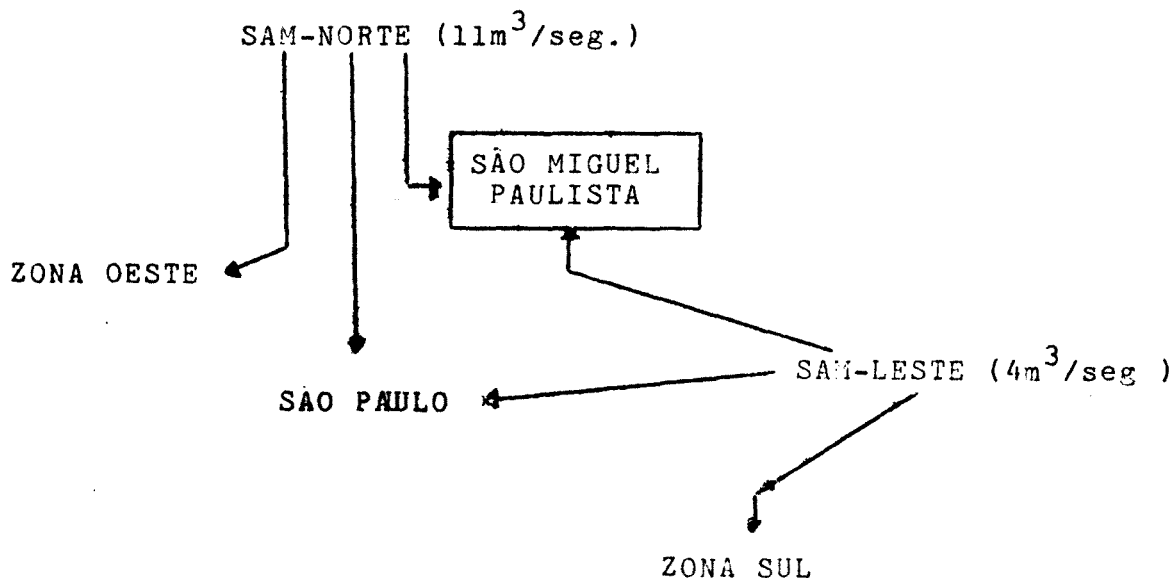 SAM-NORTE (11m³/seg.)
SÃO MIGUEL
PAULISTA
ZONA OESTE
SAM-LESTE (4m³/seg )
SÃO PAULO
ZONA SUL